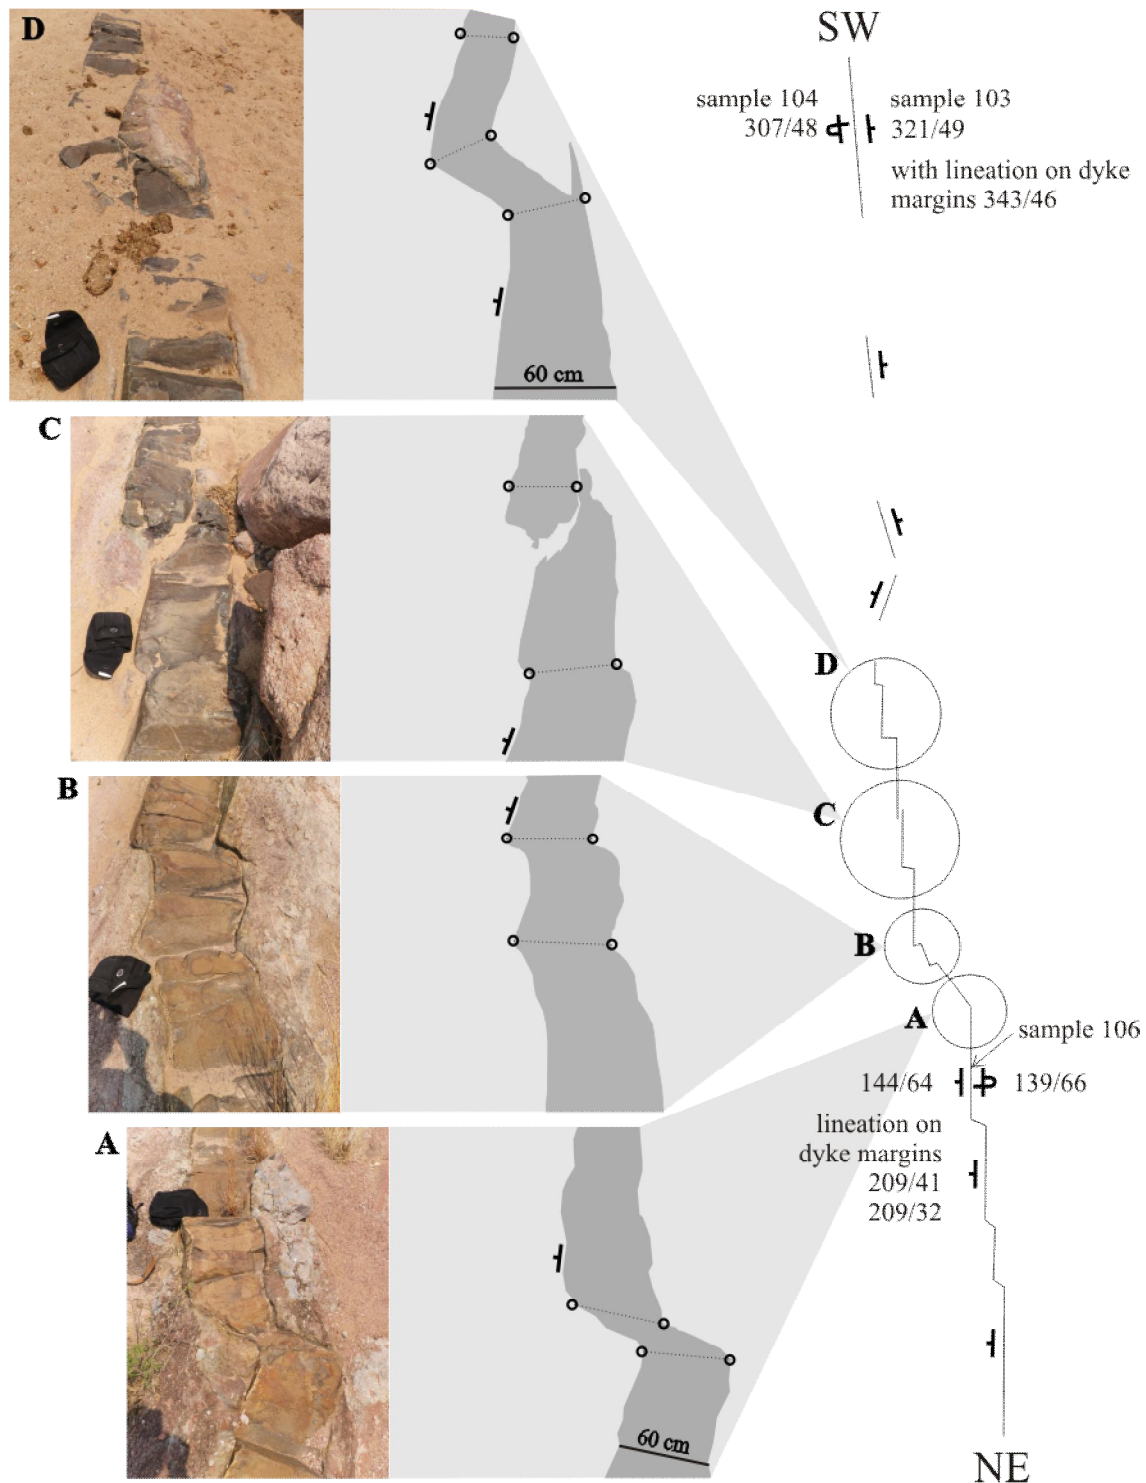 D
SW
sample 104
307/48
sample 103
321/49
with lineation on dyke
margins 343/46
60 cm
C
D
C
B
B
A
sample 106
144/64
139/66
lineation on
dyke margins
209/41
209/32
A
60 cm
NE